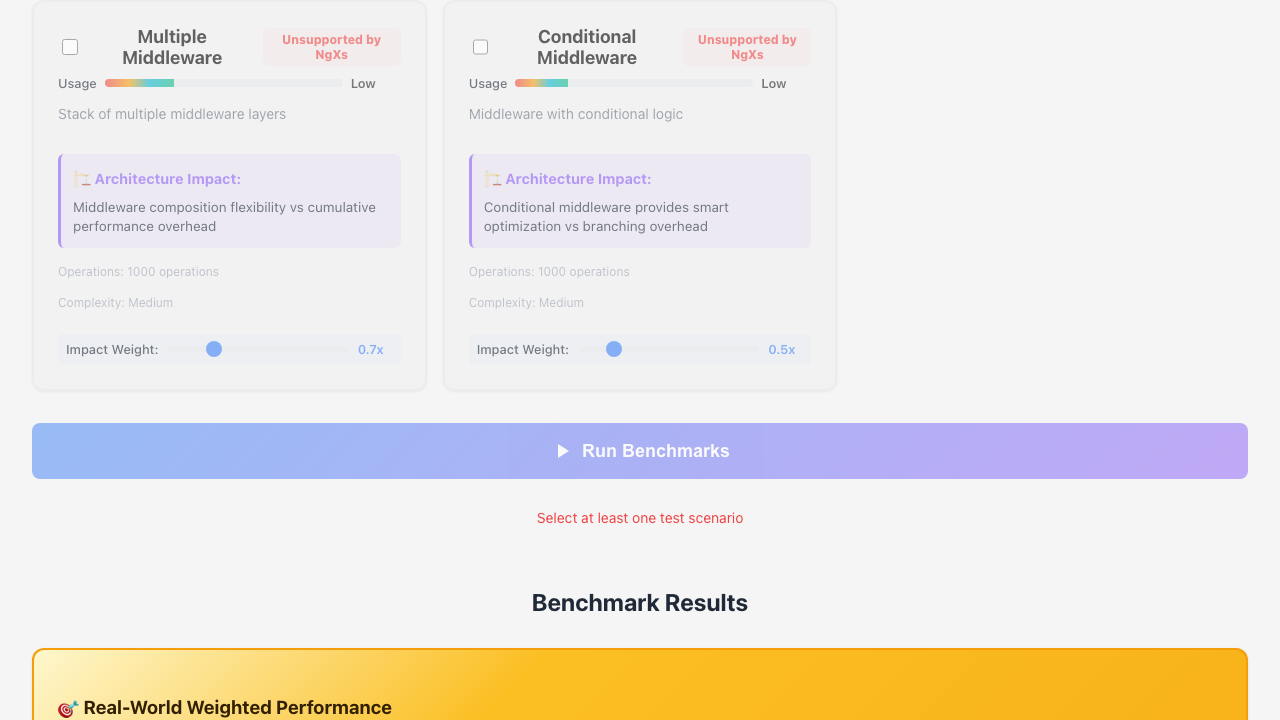 Multiple
Middleware
Unsupported by
NgXs
Usage
Low
Stack of multiple middleware layers
🏗️ Architecture Impact:
Middleware composition flexibility vs cumulative
performance overhead
Operations: 1000 operations
Complexity: Medium
Impact Weight:
0.7x
Conditional
Middleware
Unsupported by
NgXs
Usage
Low
Middleware with conditional logic
🏗️ Architecture Impact:
Conditional middleware provides smart
optimization vs branching overhead
Operations: 1000 operations
Complexity: Medium
Impact Weight:
0.5x
▶ Run Benchmarks
Select at least one test scenario
Benchmark Results
🎯 Real-World Weighted Performance